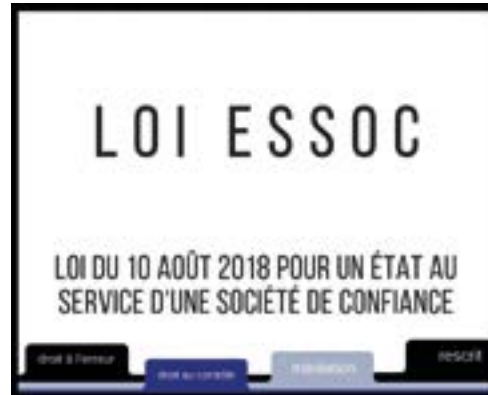 LOI ESSOC
LOI DU 10 AOÛT 2018 POUR UN ÉTAT AU
SERVICE D'UNE SOCIÉTÉ DE CONFIANCE
droit à l'erreur
droit au contrôle
médiation
rescrit